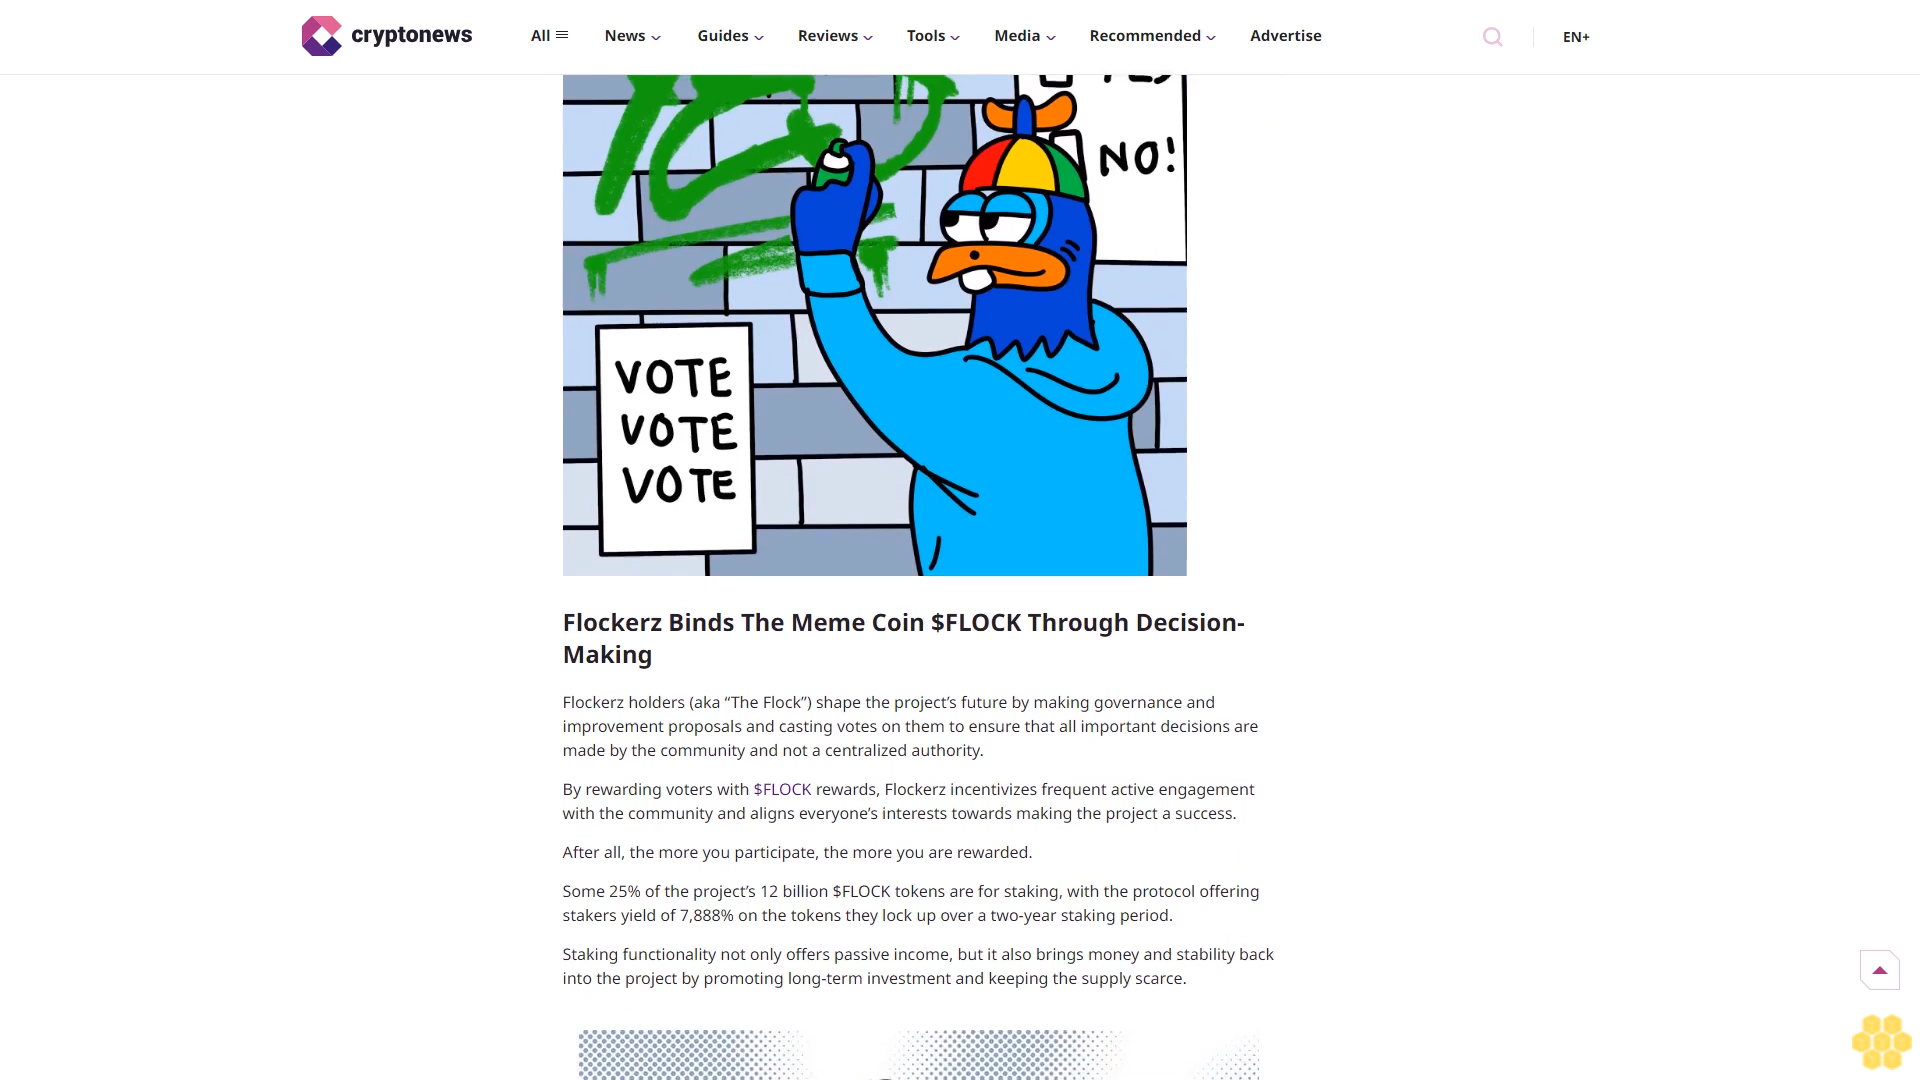 cryptonews
All
News
Guides
Reviews
Tools
Media
Recommended
Advertise
EN+
NO!
VOTE
VOTE
VOTE
Flockerz Binds The Meme Coin $FLOCK Through Decision-
Making
Flockerz holders (aka “The Flock”) shape the project’s future by making governance and
improvement proposals and casting votes on them to ensure that all important decisions are
made by the community and not a centralized authority.
By rewarding voters with $FLOCK rewards, Flockerz incentivizes frequent active engagement
with the community and aligns everyone’s interests towards making the project a success.
After all, the more you participate, the more you are rewarded.
Some 25% of the project’s 12 billion $FLOCK tokens are for staking, with the protocol offering
stakers yield of 7,888% on the tokens they lock up over a two-year staking period.
Staking functionality not only offers passive income, but it also brings money and stability back
into the project by promoting long-term investment and keeping the supply scarce.